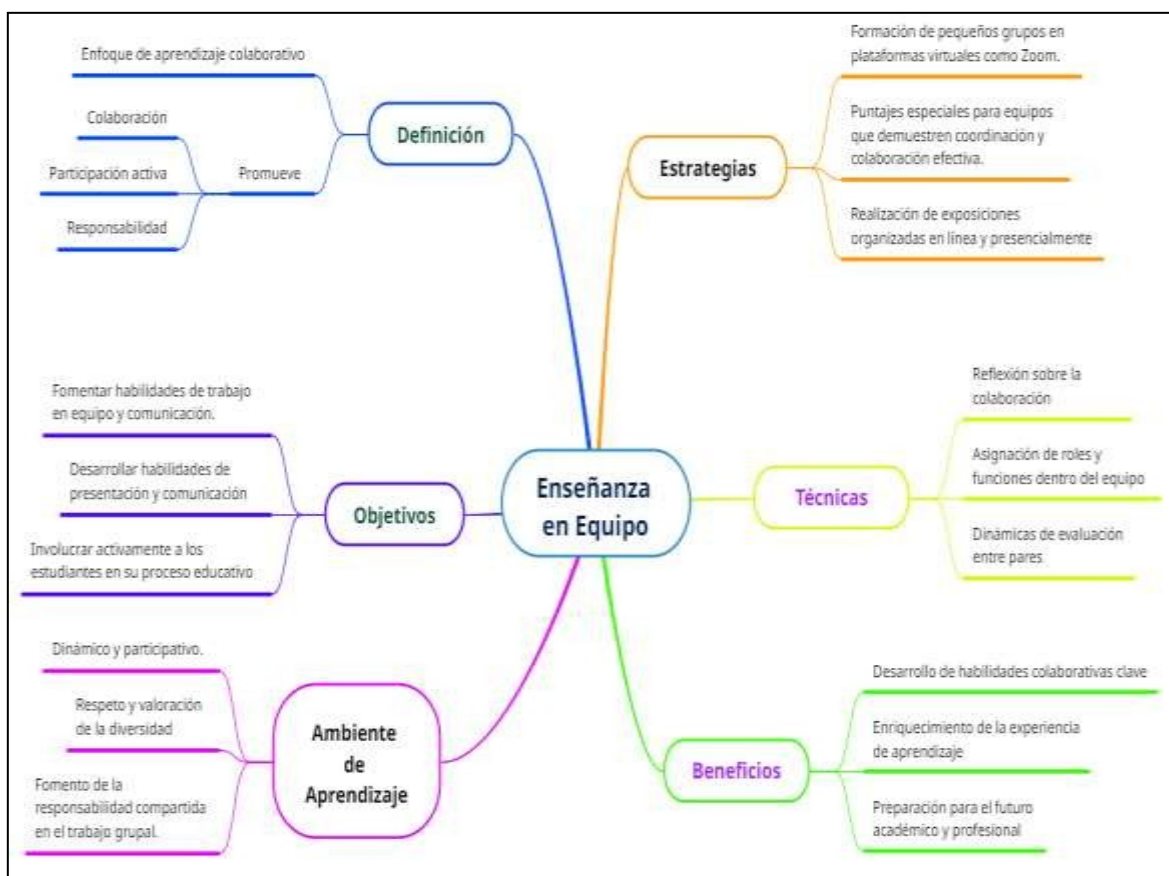 Enseñanza
en Equipo
Definición
Enfoque de aprendizaje colaborativo
Promueve
Colaboración
Participación activa
Responsabilidad
Objetivos
Fomentar habilidades de trabajo
en equipo y comunicación.
Desarrollar habilidades de
presentación y comunicación
Involucrar activamente a los
estudiantes en su proceso educativo
Ambiente
de
Aprendizaje
Dinámico y participativo.
Respeto y valoración
de la diversidad
Fomento de la
responsabilidad compartida
en el trabajo grupal.
Estrategias
Formación de pequeños grupos en
plataformas virtuales como Zoom.
Puntajes especiales para equipos
que demuestren coordinación y
colaboración efectiva.
Realización de exposiciones
organizadas en línea y presencialmente
Técnicas
Reflexión sobre la
colaboración
Asignación de roles y
funciones dentro del equipo
Dinámicas de evaluación
entre pares
Beneficios
Desarrollo de habilidades colaborativas clave
Enriquecimiento de la experiencia
de aprendizaje
Preparación para el futuro
académico y profesional